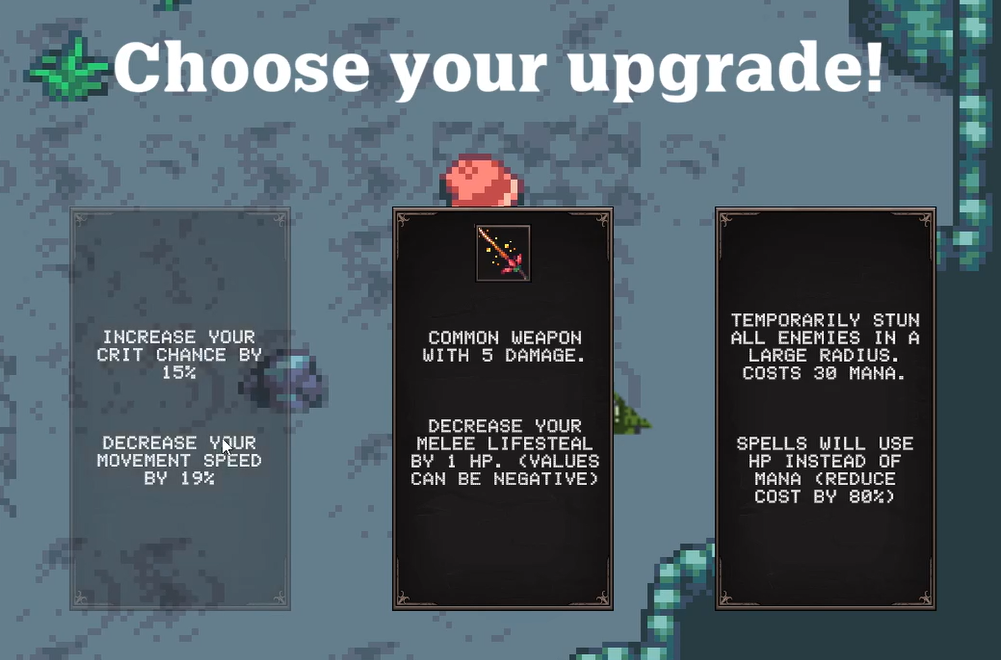 Choose your upgrade!
INCREASE YOUR
CRIT CHANCE BY
15%
DECREASE YOUR
MOVEMENT SPEED
BY 19%
COMMON WEAPON
WITH 5 DAMAGE.
DECREASE YOUR
MELEE LIFESTEAL
BY 1 HP. (VALUES
CAN BE NEGATIVE)
TEMPORARILY STUN
ALL ENEMIES IN A
LARGE RADIUS.
COSTS 30 MANA.
SPELLS WILL USE
HP INSTEAD OF
MANA (REDUCE
COST BY 80%)